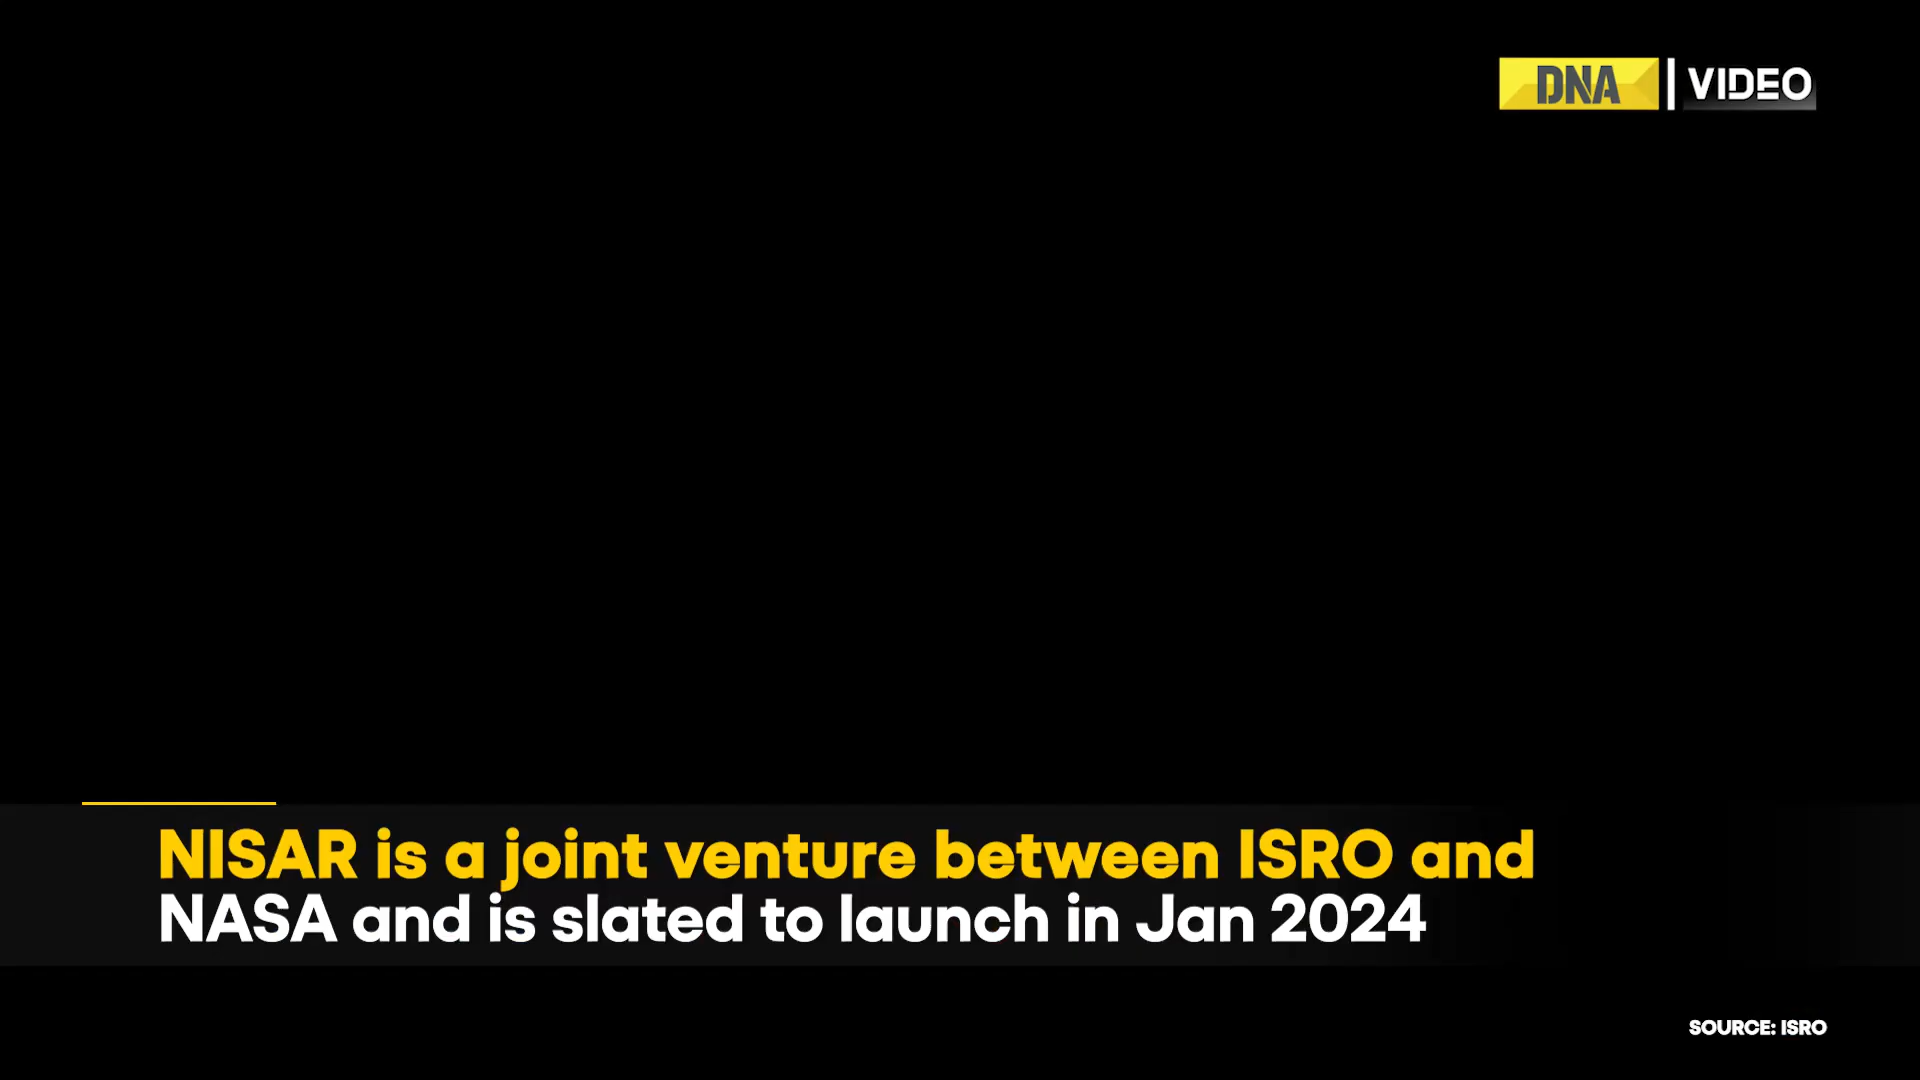 DNA VIDEO
NISAR is a joint venture between ISRO and
NASA and is slated to launch in Jan 2024
SOURCE: ISRO